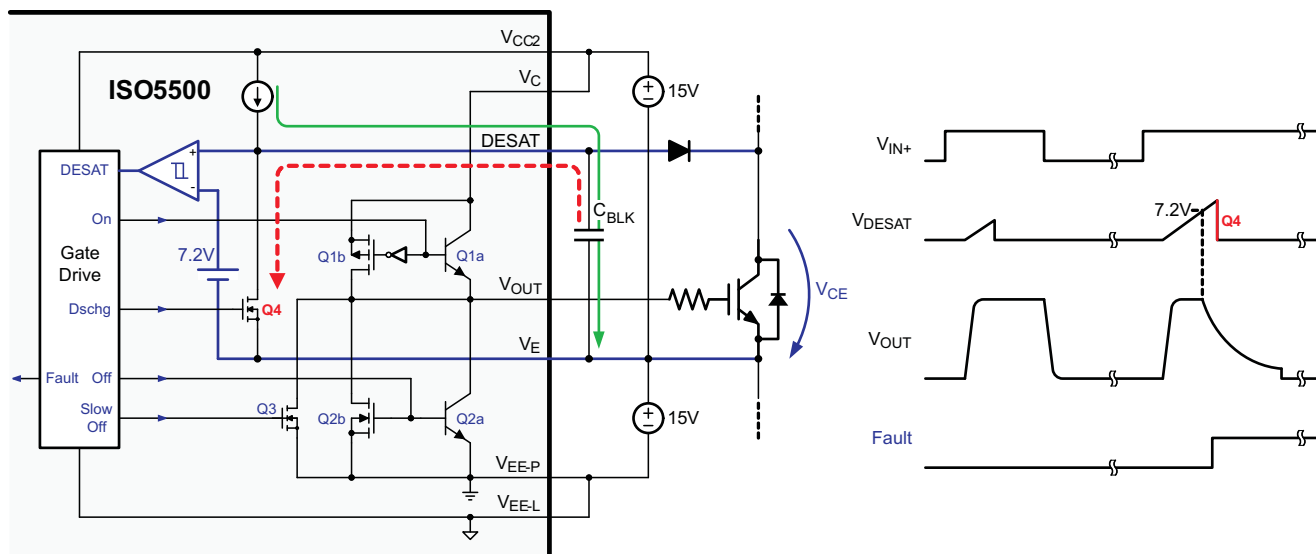 VCC2
VC
ISO5500
15V
DESAT
DESAT
+
-
On
CBLK
Gate
Drive
7.2V
Q1b
Q1a
VOUT
VCE
Dschg
Q4
VE
Fault
Off
Slow
Off
Q3
Q2b
Q2a
15V
VEE-P
VEE-L
VIN+
7.2V
Q4
VDESAT
VOUT
Fault